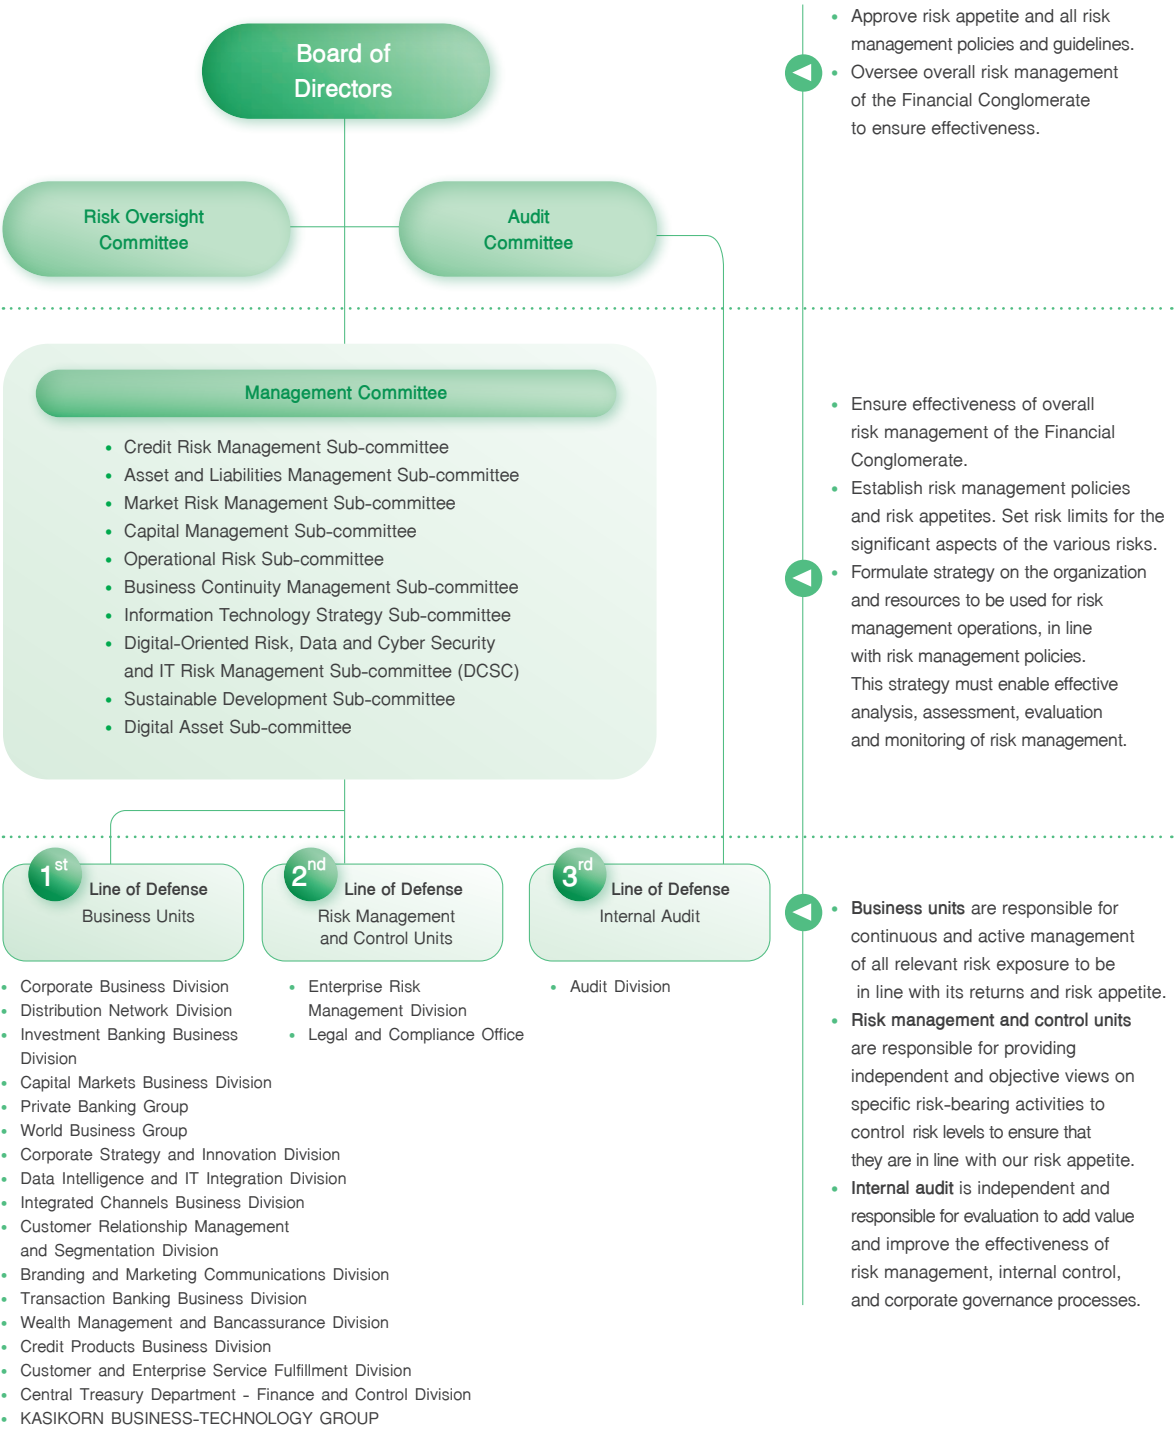 Board of
Directors
• Approve risk appetite and all risk
management policies and guidelines.
• Oversee overall risk management
of the Financial Conglomerate
to ensure effectiveness.
Risk Oversight
Committee
Audit
Committee
Management Committee
• Credit Risk Management Sub-committee
• Asset and Liabilities Management Sub-committee
• Market Risk Management Sub-committee
• Capital Management Sub-committee
• Operational Risk Sub-committee
• Business Continuity Management Sub-committee
• Information Technology Strategy Sub-committee
• Digital-Oriented Risk, Data and Cyber Security
and IT Risk Management Sub-committee (DCSC)
• Sustainable Development Sub-committee
• Digital Asset Sub-committee
• Ensure effectiveness of overall
risk management of the Financial
Conglomerate.
• Establish risk management policies
and risk appetites. Set risk limits for the
significant aspects of the various risks.
• Formulate strategy on the organization
and resources to be used for risk
management operations, in line
with risk management policies.
This strategy must enable effective
analysis, assessment, evaluation
and monitoring of risk management.
1st
Line of Defense
Business Units
• Corporate Business Division
• Distribution Network Division
• Investment Banking Business
Division
• Capital Markets Business Division
• Private Banking Group
• World Business Group
• Corporate Strategy and Innovation Division
• Data Intelligence and IT Integration Division
• Integrated Channels Business Division
• Customer Relationship Management
and Segmentation Division
• Branding and Marketing Communications Division
• Transaction Banking Business Division
• Wealth Management and Bancassurance Division
• Credit Products Business Division
• Customer and Enterprise Service Fulfillment Division
• Central Treasury Department - Finance and Control Division
• KASIKORN BUSINESS-TECHNOLOGY GROUP
2nd
Line of Defense
Risk Management
and Control Units
• Enterprise Risk
Management Division
• Legal and Compliance Office
3rd
Line of Defense
Internal Audit
• Audit Division
• Business units are responsible for
continuous and active management
of all relevant risk exposure to be
in line with its returns and risk appetite.
• Risk management and control units
are responsible for providing
independent and objective views on
specific risk-bearing activities to
control risk levels to ensure that
they are in line with our risk appetite.
• Internal audit is independent and
responsible for evaluation to add value
and improve the effectiveness of
risk management, internal control,
and corporate governance processes.